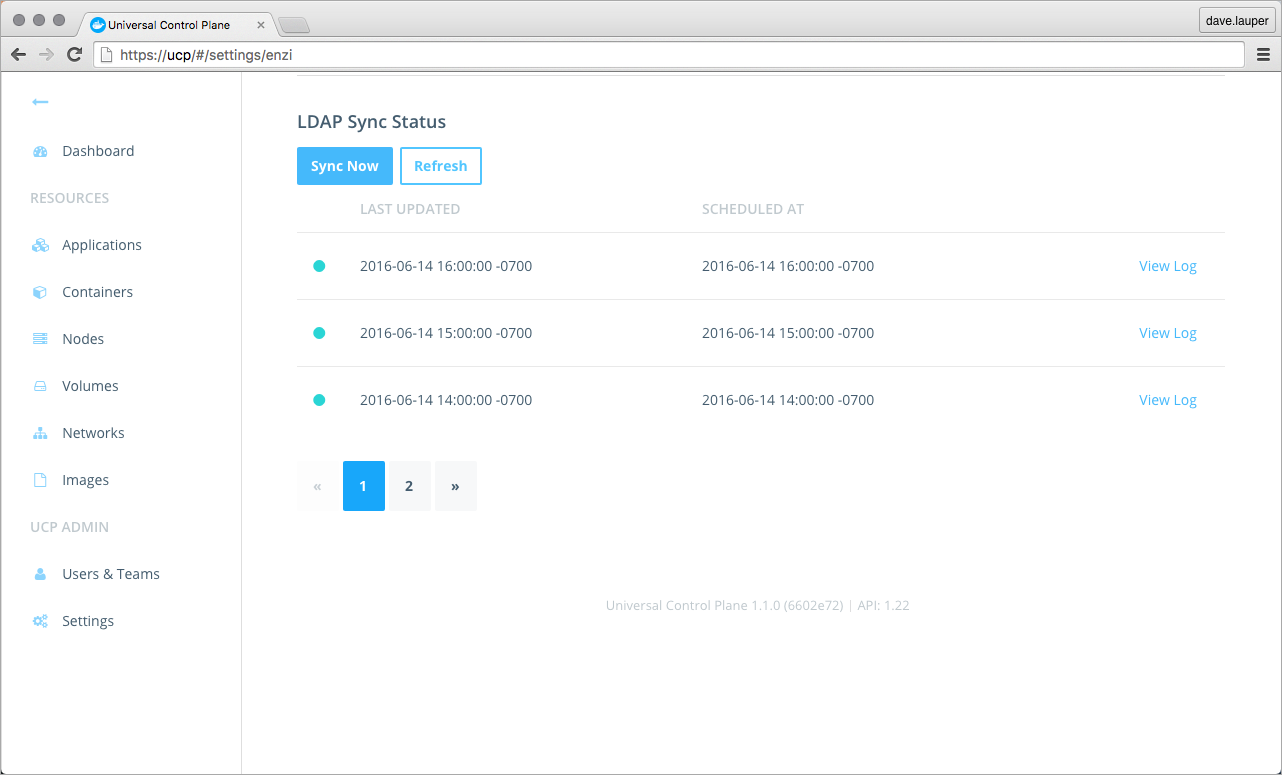 Universal Control Plane
dave.lauper
https://ucp/#/settings/enzi
Dashboard
RESOURCES
Applications
Containers
Nodes
Volumes
Networks
Images
UCP ADMIN
Users & Teams
Settings
LDAP Sync Status
Sync Now Refresh
LAST UPDATED SCHEDULED AT
2016-06-14 16:00:00 -0700 2016-06-14 16:00:00 -0700 View Log
2016-06-14 15:00:00 -0700 2016-06-14 15:00:00 -0700 View Log
2016-06-14 14:00:00 -0700 2016-06-14 14:00:00 -0700 View Log
« 1 2 »
Universal Control Plane 1.1.0 (6602e72) | API: 1.22